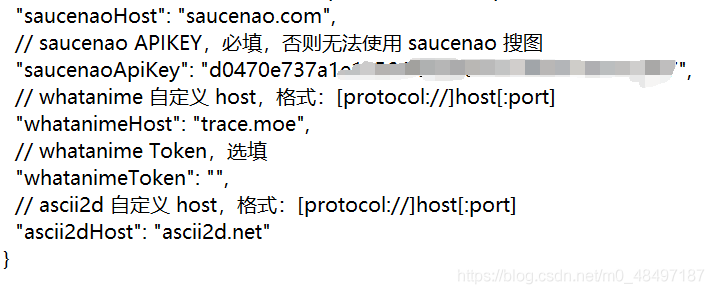 "saucenaoHost": "saucenao.com",
// saucenao APIKEY，必填，否则无法使用 saucenao 搜图
"saucenaoApiKey": "d0470e737a1e ",
// whatanime 自定义 host，格式：[protocol://]host[:port]
"whatanimeHost": "trace.moe",
// whatanime Token，选填
"whatanimeToken": "",
// ascii2d 自定义 host，格式：[protocol://]host[:port]
"ascii2dHost": "ascii2d.net"
}
https://blog.csdn.net/m0_48497187